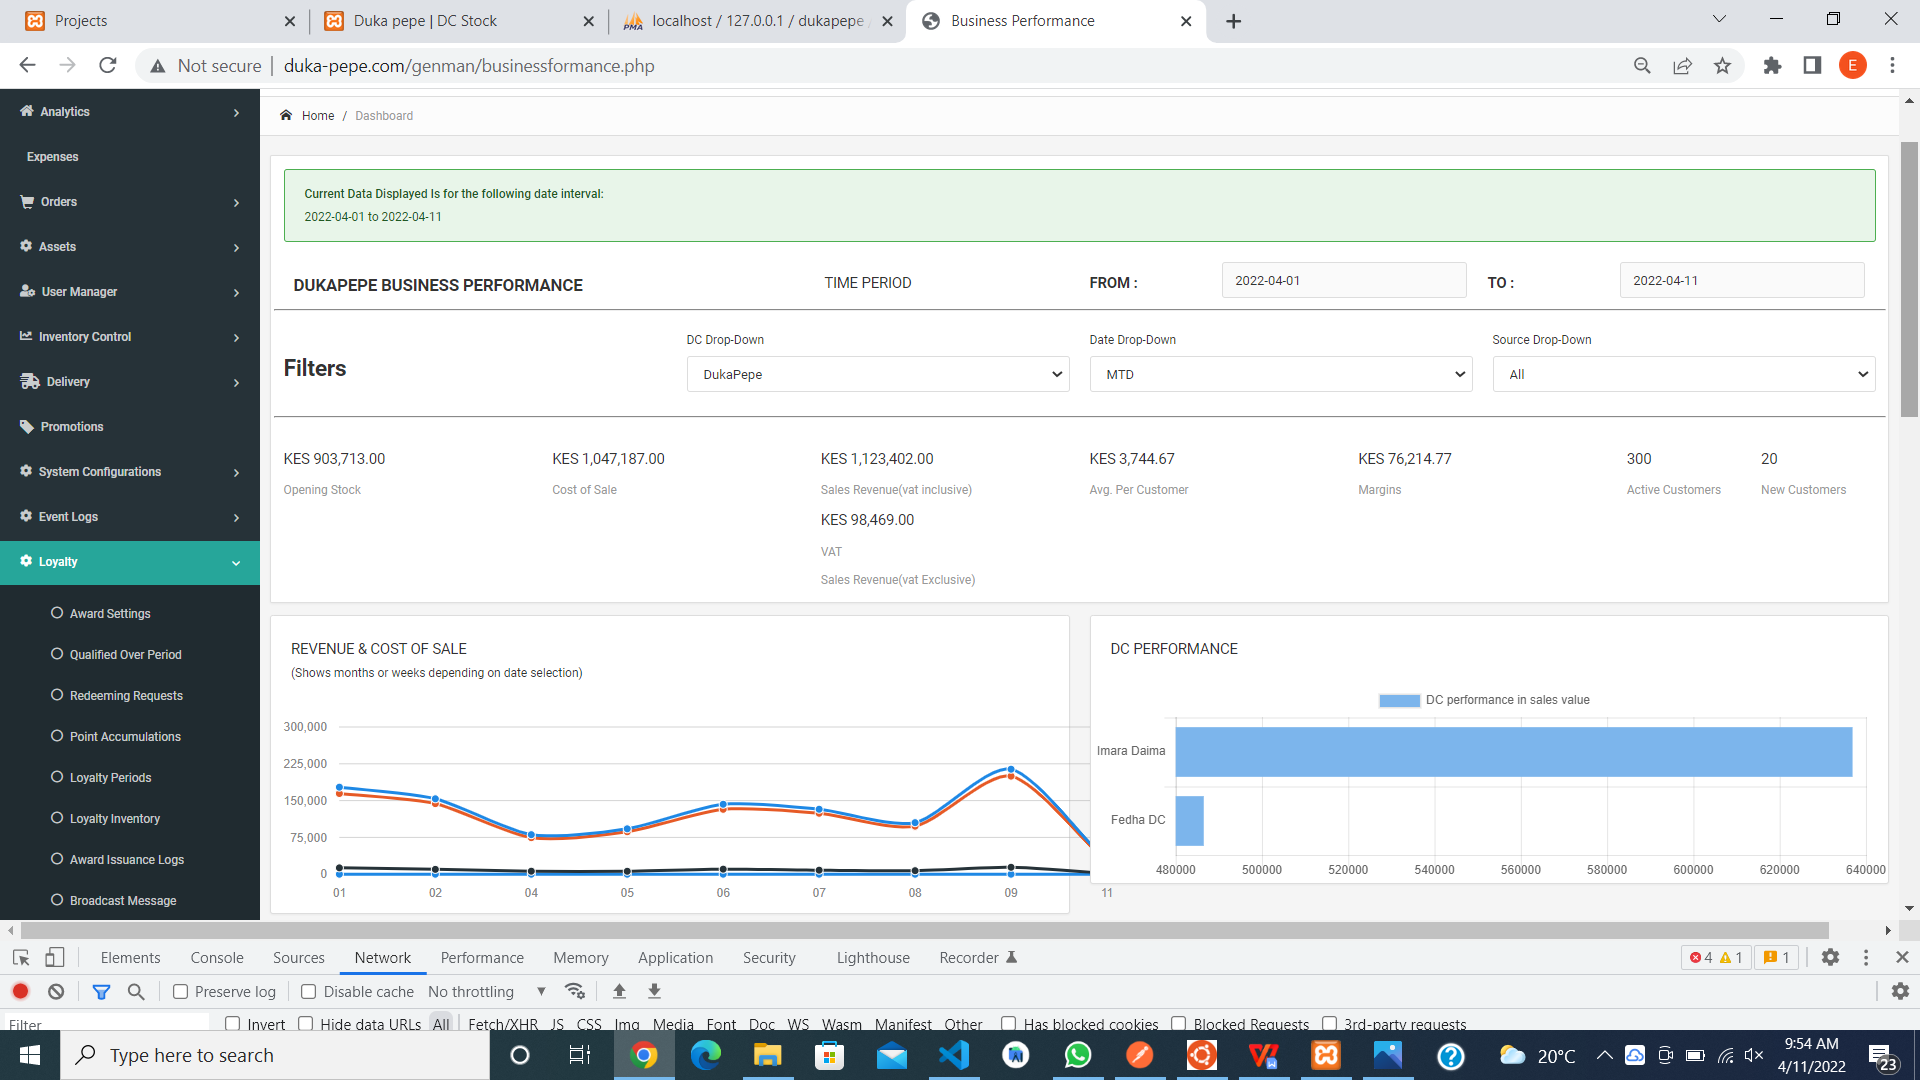 Projects
Duka pepe | DC Stock
PMA localhost / 127.0.0.1 / dukapepe
Business Performance
Not secure | duka-pepe.com/genman/businessformance.php
E
Analytics
Expenses
Orders
Assets
User Manager
Inventory Control
Delivery
Promotions
System Configurations
Event Logs
Loyalty
Award Settings
Qualified Over Period
Redeeming Requests
Point Accumulations
Loyalty Periods
Loyalty Inventory
Award Issuance Logs
Broadcast Message
Home / Dashboard
Current Data Displayed Is for the following date interval:
2022-04-01 to 2022-04-11
DUKAPEPE BUSINESS PERFORMANCE TIME PERIOD FROM : 2022-04-01 TO : 2022-04-11
DC Drop-Down Date Drop-Down Source Drop-Down
Filters DukaPepe MTD All
KES 903,713.00 KES 1,047,187.00 KES 1,123,402.00 KES 3,744.67 KES 76,214.77 300 20
Opening Stock Cost of Sale Sales Revenue(vat inclusive) Avg. Per Customer Margins Active Customers New Customers
KES 98,469.00
VAT
Sales Revenue(vat Exclusive)
REVENUE & COST OF SALE
(Shows months or weeks depending on date selection)
300,000
225,000
150,000
75,000
0
01 02 04 05 06 07 08 09 11
DC PERFORMANCE
DC performance in sales value
Imara Daima
Fedha DC
480000 500000 520000 540000 560000 580000 600000 620000 640000
Elements Console Sources Network Performance Memory Application Security Lighthouse Recorder 4 1 1
Preserve log Disable cache No throttling
Filter Invert Hide data URLs All Fetch/XHR JS CSS Img Media Font Doc WS Wasm Manifest Other Has blocked cookies Blocked Requests 3rd-party requests
Type here to search
20°C
9:54 AM
4/11/2022
23